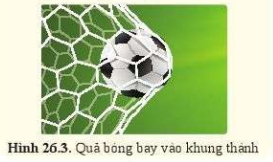 Hình 26.3. Quả bóng bay vào khung thành